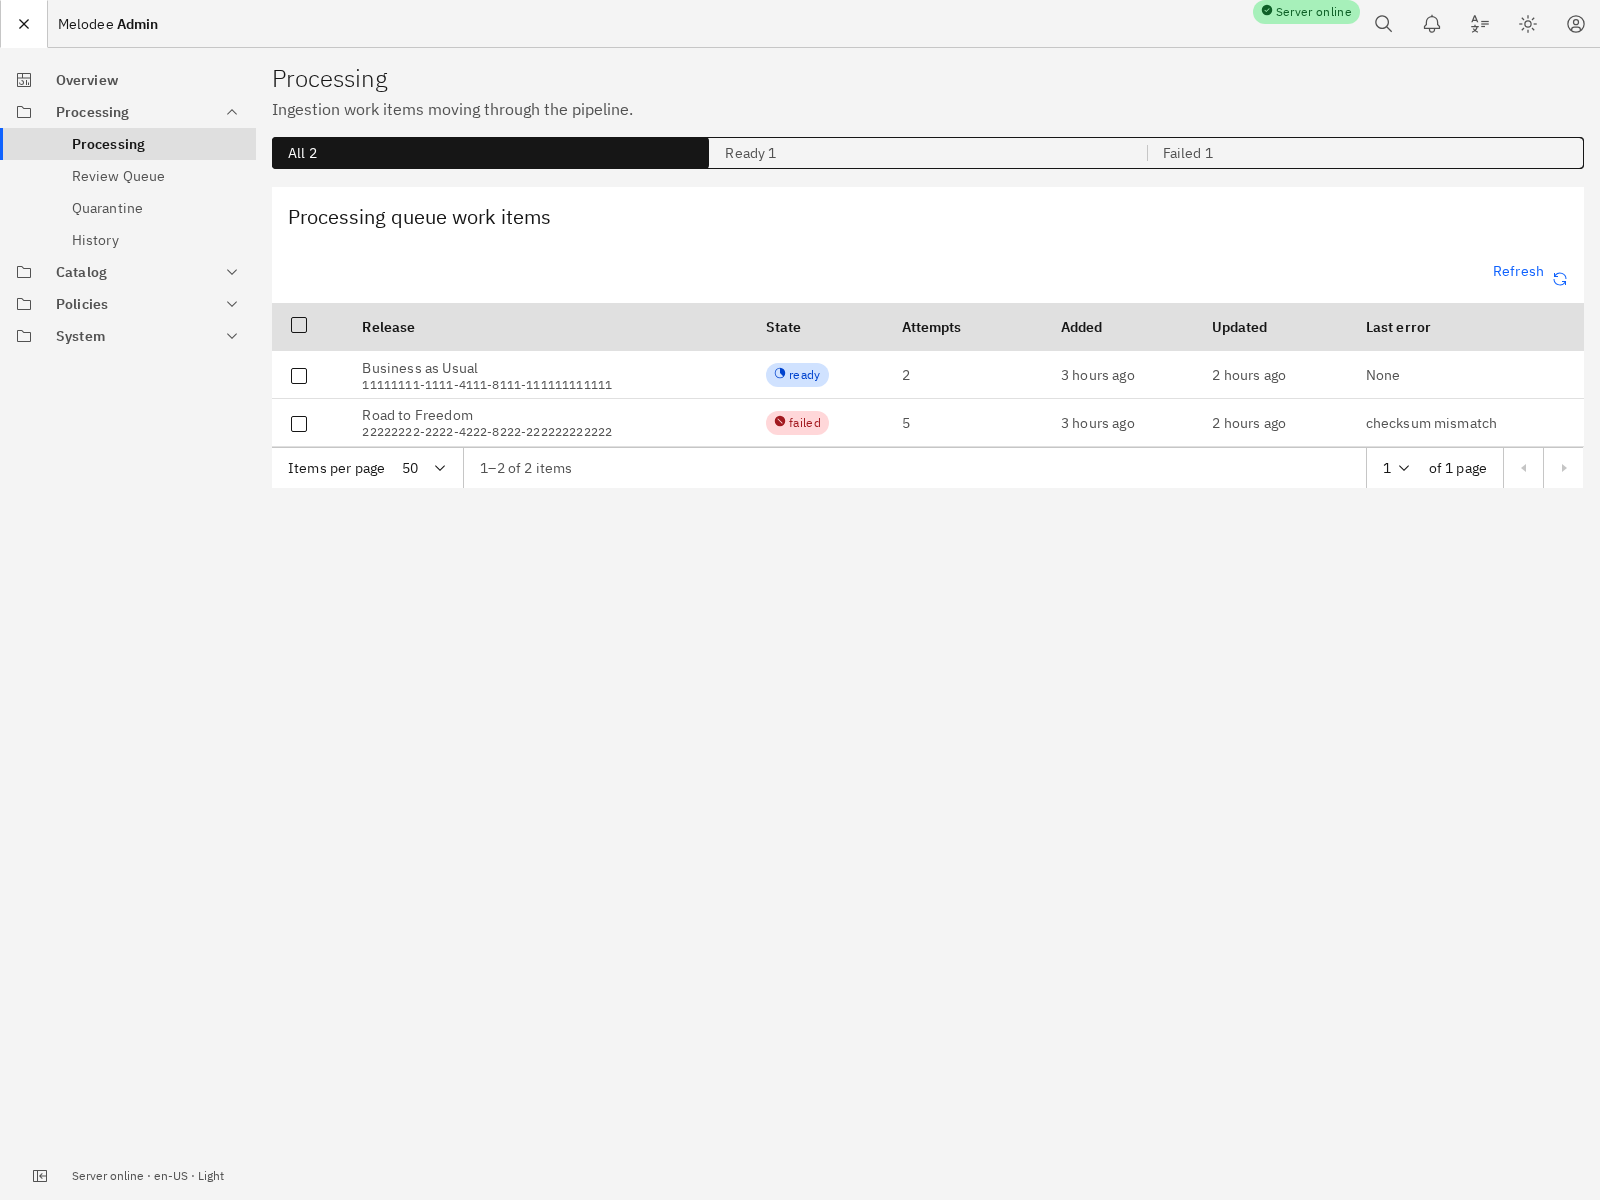 Melodee Admin
Server online
Overview
Processing
Processing
Review Queue
Quarantine
History
Catalog
Policies
System
Processing
Ingestion work items moving through the pipeline.
All 2
Ready 1
Failed 1
Processing queue work items
Refresh
Release State Attempts Added Updated Last error
Business as Usual
11111111-1111-4111-8111-111111111111
ready 2 3 hours ago 2 hours ago None
Road to Freedom
22222222-2222-4222-8222-222222222222
failed 5 3 hours ago 2 hours ago checksum mismatch
Items per page 50 1–2 of 2 items 1 of 1 page
Server online · en-US · Light